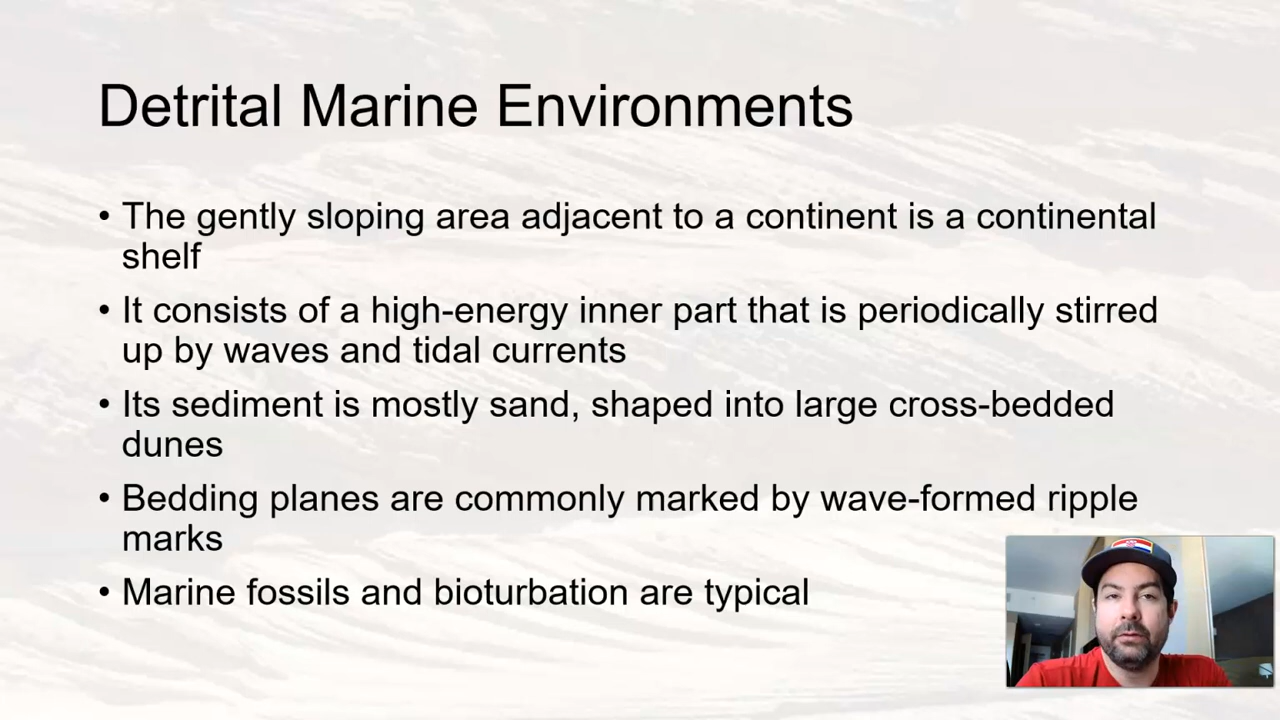 Detrital Marine Environments
• The gently sloping area adjacent to a continent is a continental
shelf
• It consists of a high-energy inner part that is periodically stirred
up by waves and tidal currents
• Its sediment is mostly sand, shaped into large cross-bedded
dunes
• Bedding planes are commonly marked by wave-formed ripple
marks
• Marine fossils and bioturbation are typical